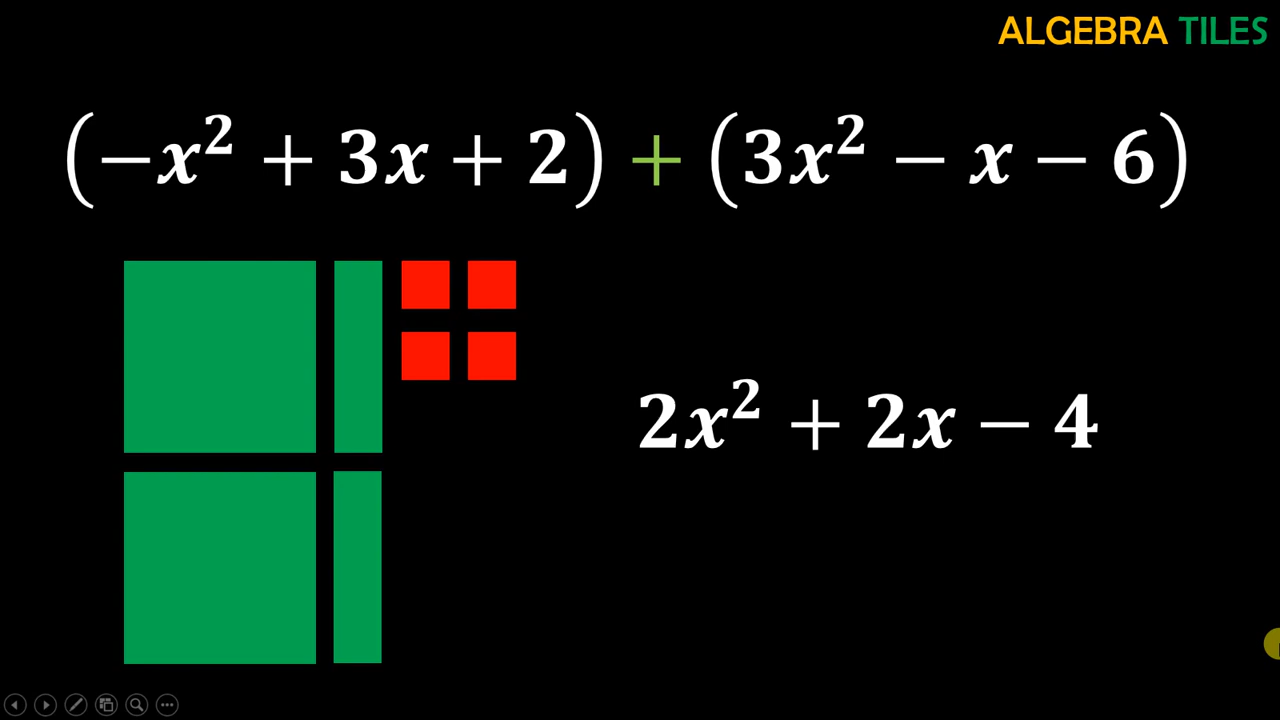 ALGEBRA TILES
(−x² + 3x + 2) + (3x² − x − 6)
2x² + 2x − 4